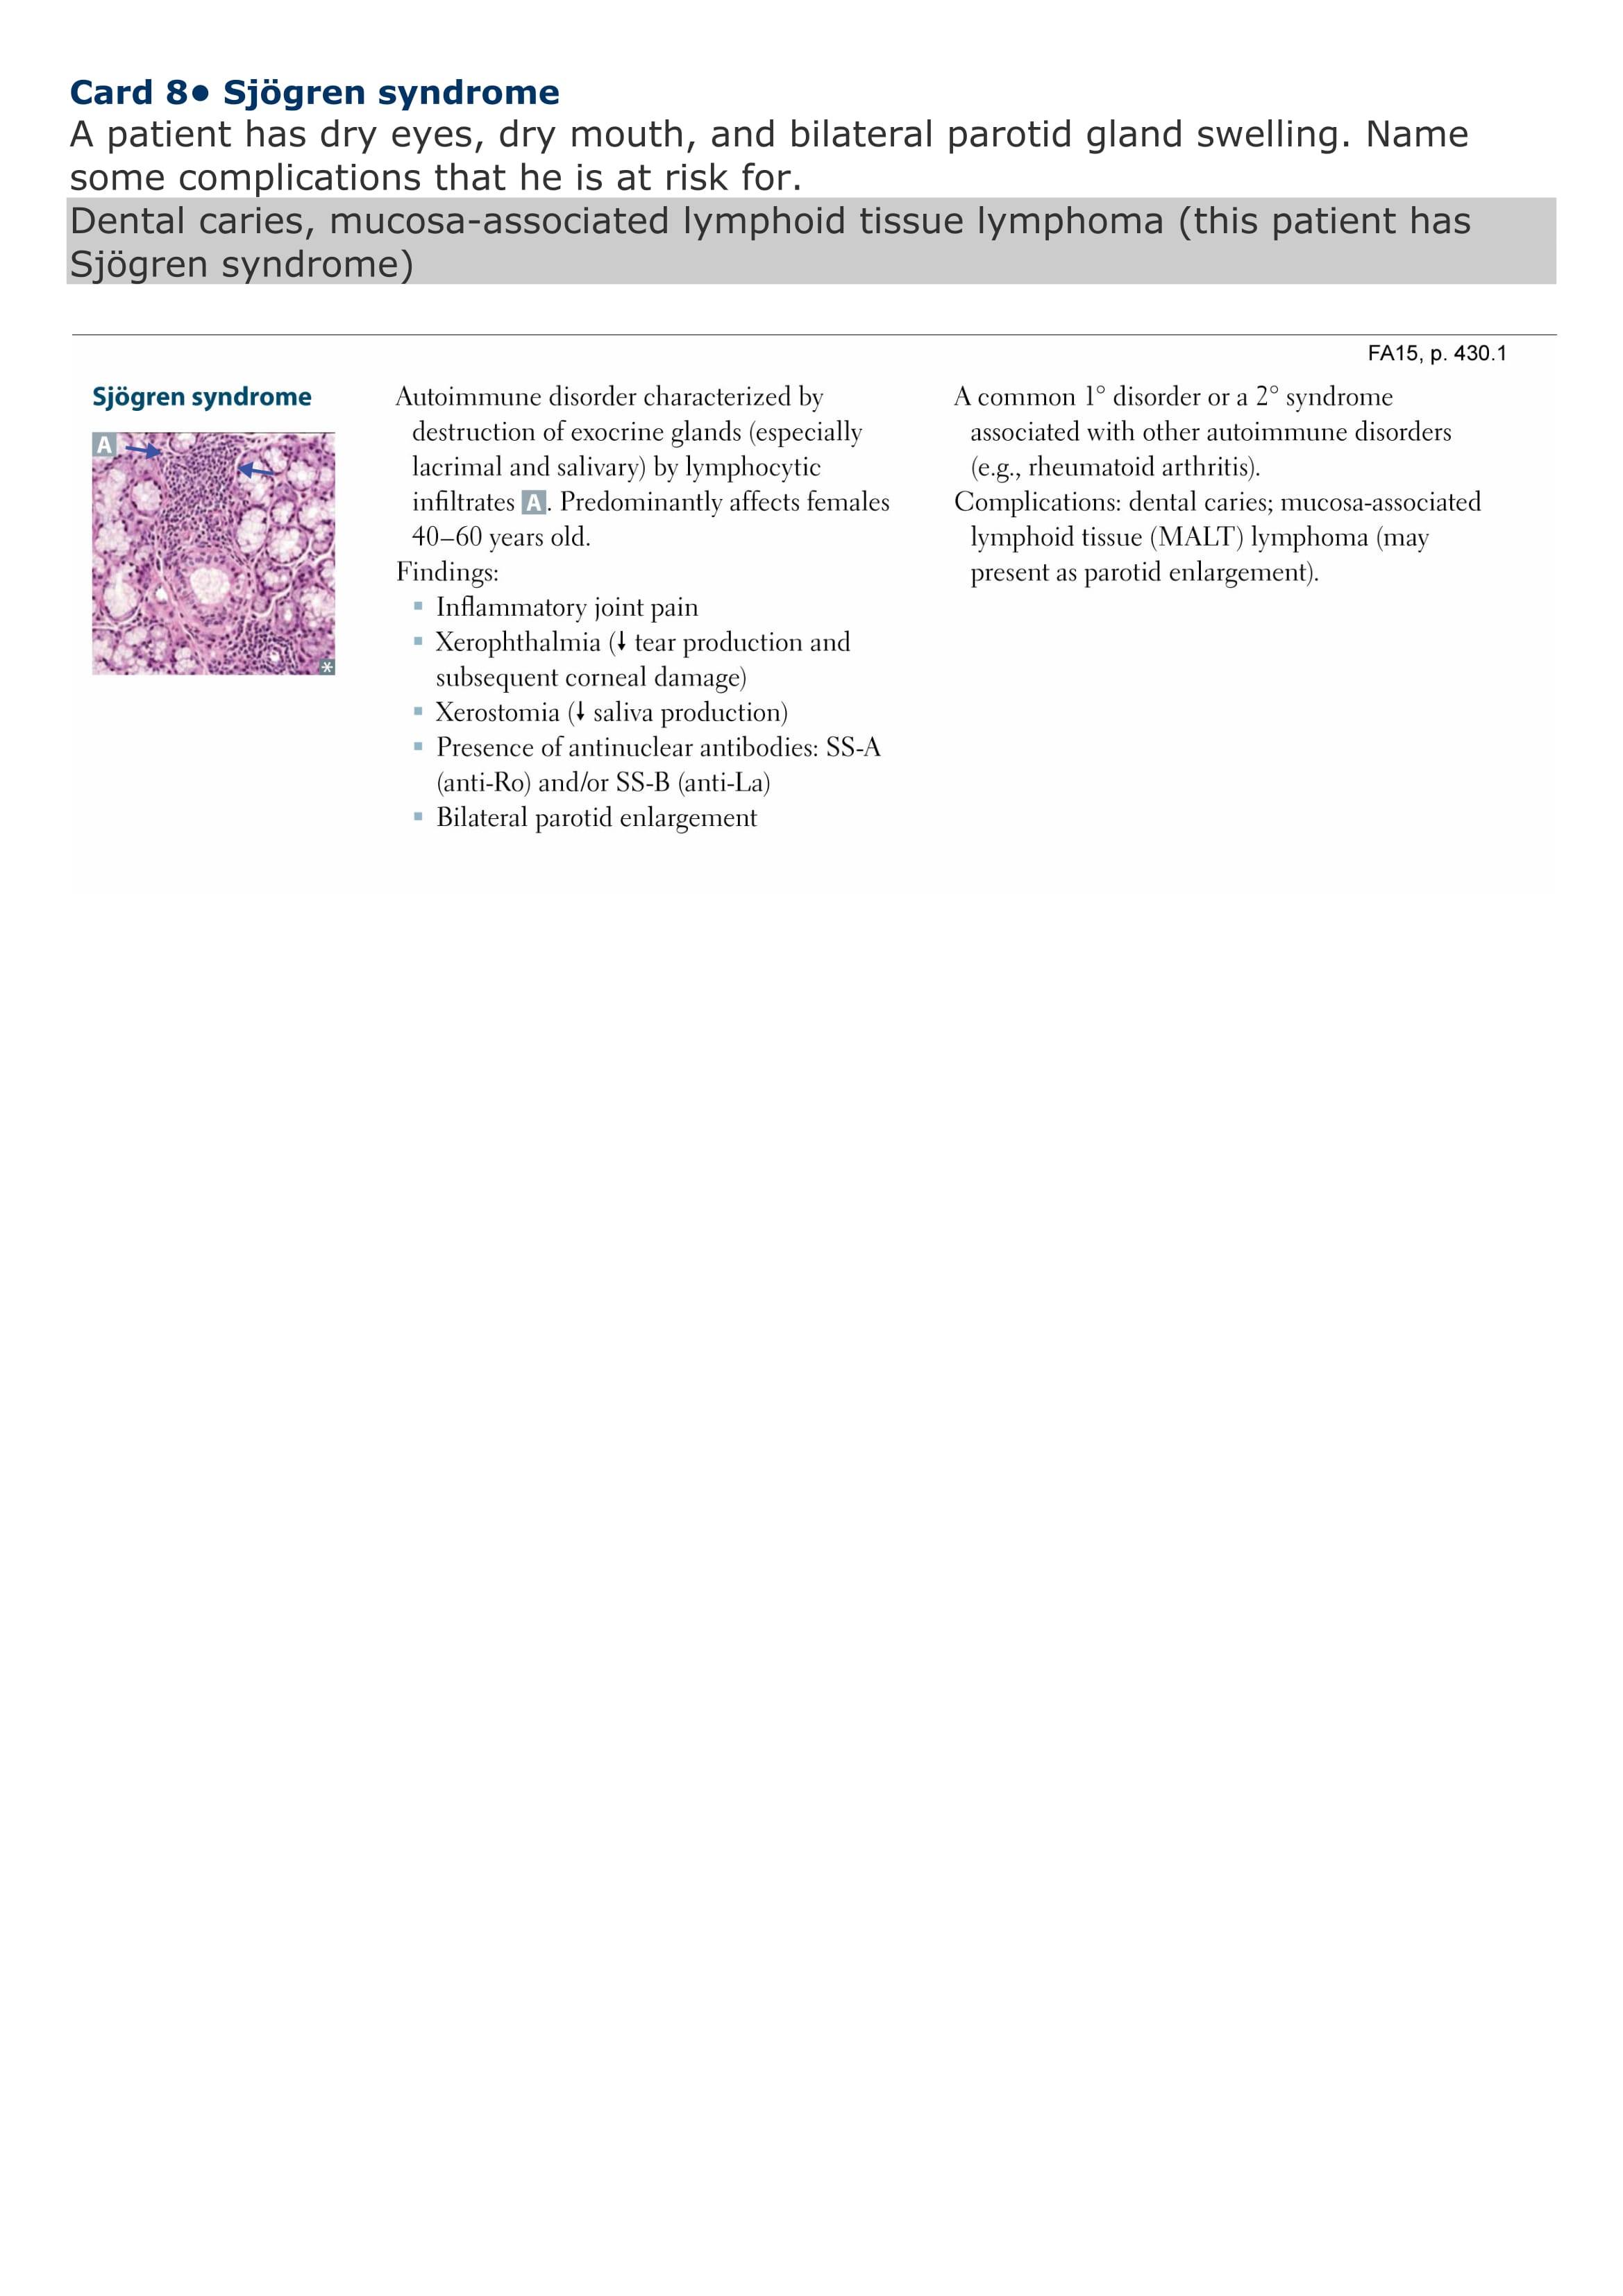 Card 8• Sjögren syndrome
A patient has dry eyes, dry mouth, and bilateral parotid gland swelling. Name
some complications that he is at risk for.
Dental caries, mucosa-associated lymphoid tissue lymphoma (this patient has
Sjögren syndrome)
FA15, p. 430.1
Sjögren syndrome
A
*
Autoimmune disorder characterized by
destruction of exocrine glands (especially
lacrimal and salivary) by lymphocytic
infiltrates A. Predominantly affects females
40–60 years old.
Findings:
▪ Inflammatory joint pain
▪ Xerophthalmia (↓ tear production and
subsequent corneal damage)
▪ Xerostomia (↓ saliva production)
▪ Presence of antinuclear antibodies: SS-A
(anti-Ro) and/or SS-B (anti-La)
▪ Bilateral parotid enlargement
A common 1° disorder or a 2° syndrome
associated with other autoimmune disorders
(e.g., rheumatoid arthritis).
Complications: dental caries; mucosa-associated
lymphoid tissue (MALT) lymphoma (may
present as parotid enlargement).